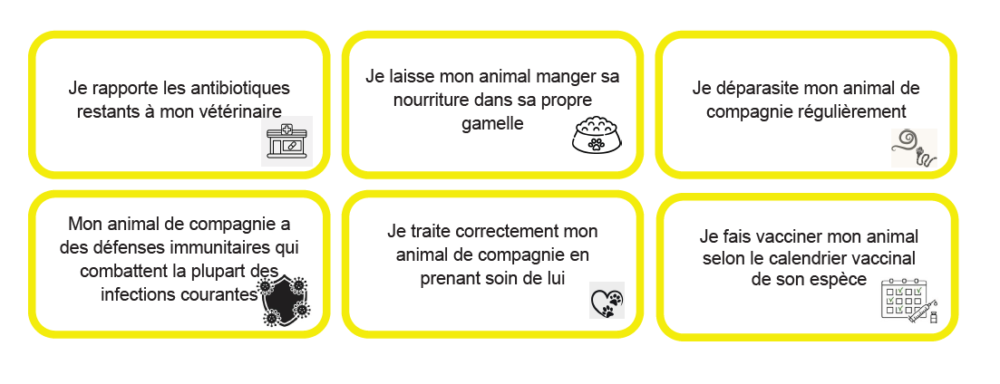 Je rapporte les antibiotiques
restants à mon vétérinaire
Je laisse mon animal manger sa
nourriture dans sa propre
gamelle
Je déparasite mon animal de
compagnie régulièrement
Mon animal de compagnie a
des défenses immunitaires qui
combattent la plupart des
infections courantes
Je traite correctement mon
animal de compagnie en
prenant soin de lui
Je fais vacciner mon animal
selon le calendrier vaccinal
de son espèce